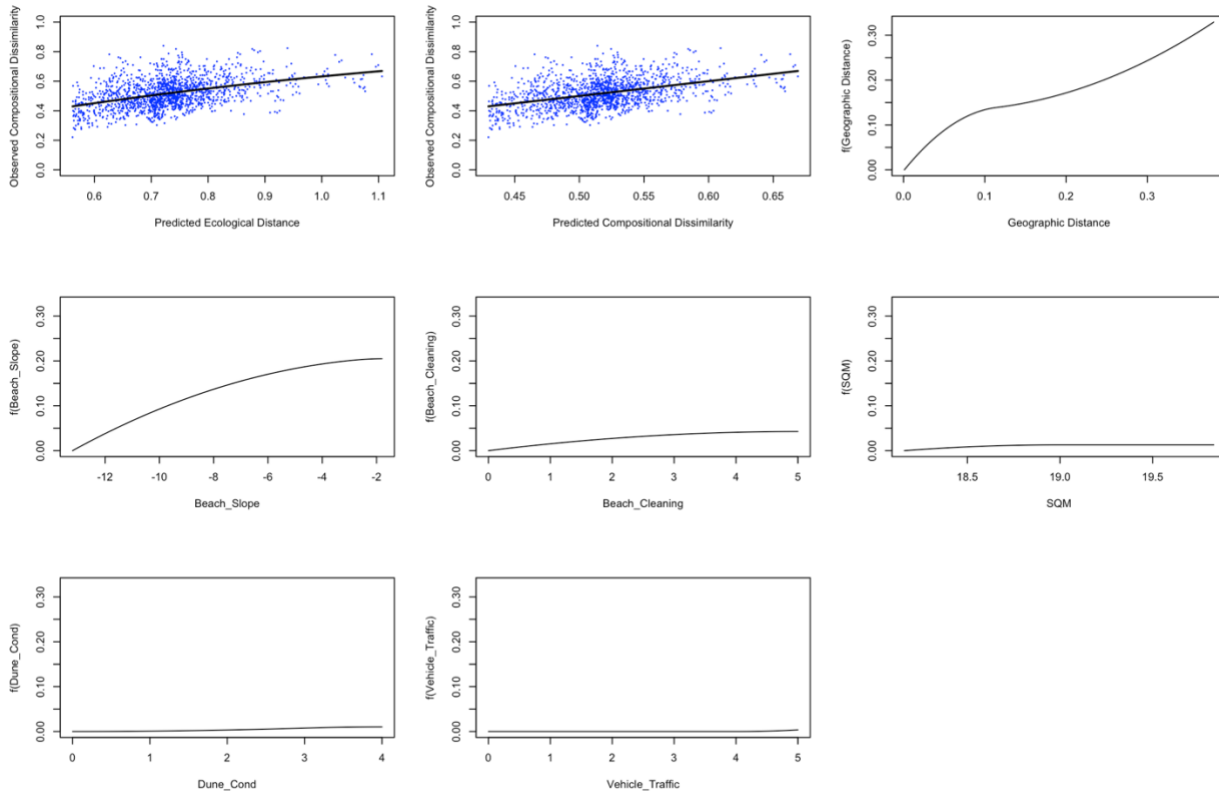 Observed Compositional Dissimilarity
0.0 0.2 0.4 0.6 0.8 1.0
0.6 0.7 0.8 0.9 1.0 1.1
Predicted Ecological Distance
Observed Compositional Dissimilarity
0.0 0.2 0.4 0.6 0.8 1.0
0.45 0.50 0.55 0.60 0.65
Predicted Compositional Dissimilarity
f(Geographic Distance)
0.00 0.10 0.20 0.30
0.0 0.1 0.2 0.3
Geographic Distance
f(Beach_Slope)
0.00 0.10 0.20 0.30
-12 -10 -8 -6 -4 -2
Beach_Slope
f(Beach_Cleaning)
0.00 0.10 0.20 0.30
0 1 2 3 4 5
Beach_Cleaning
f(SQM)
0.00 0.10 0.20 0.30
18.5 19.0 19.5
SQM
f(Dune_Cond)
0.00 0.10 0.20 0.30
0 1 2 3 4
Dune_Cond
f(Vehicle_Traffic)
0.00 0.10 0.20 0.30
0 1 2 3 4 5
Vehicle_Traffic